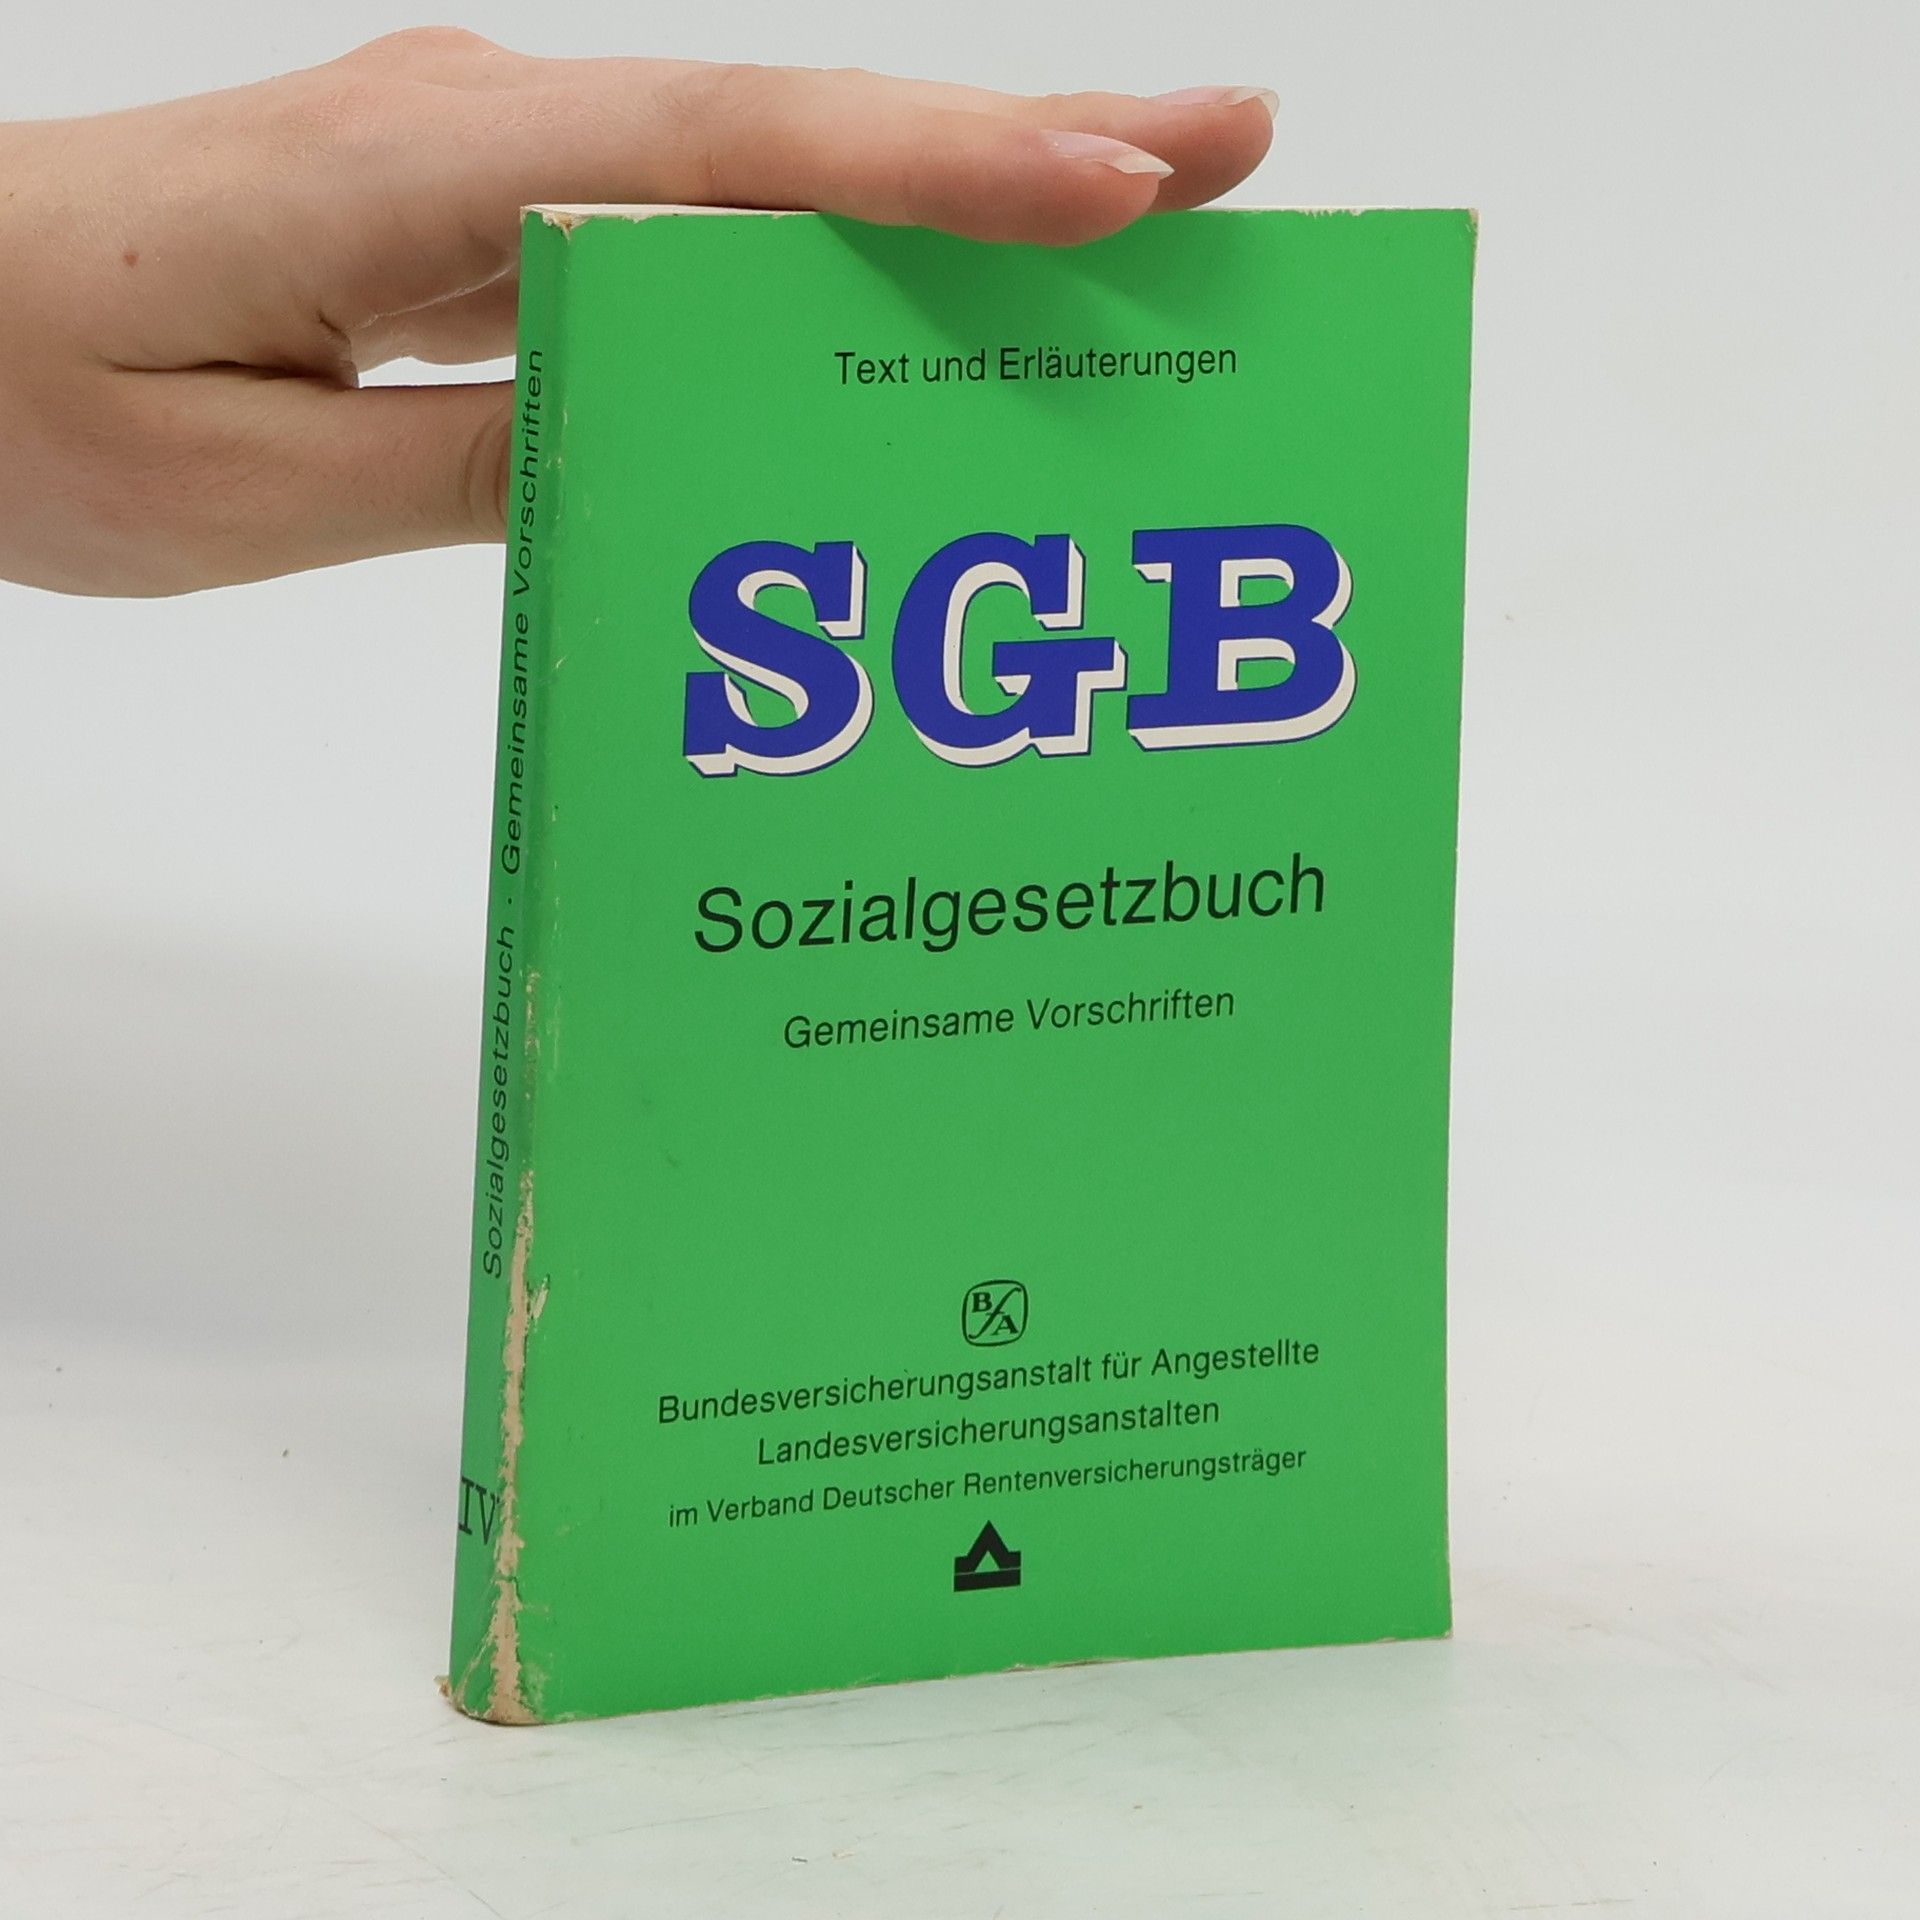 Text und Erläuterungen
SGB
Sozialgesetzbuch
Gemeinsame Vorschriften
BfA
Bundesversicherungsanstalt für Angestellte
Landesversicherungsanstalten
im Verband Deutscher Rentenversicherungsträger
Sozialgesetzbuch · Gemeinsame Vorschriften
IV